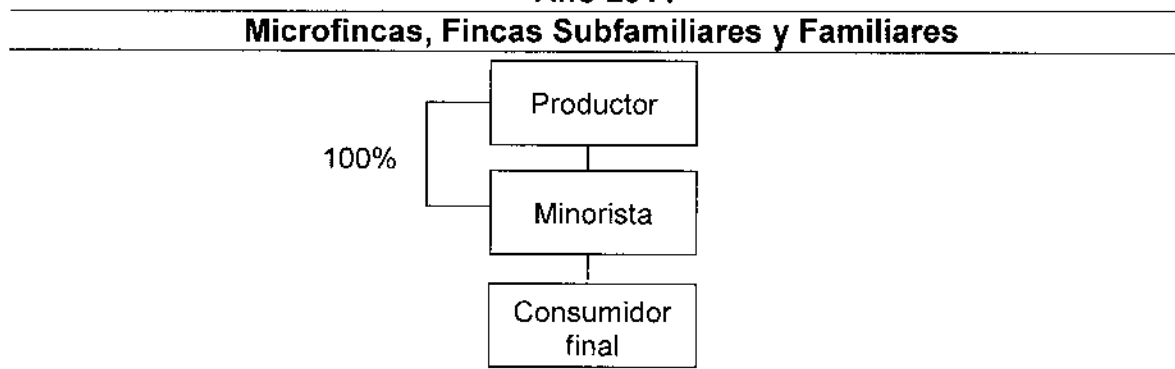 Microfincas, Fincas Subfamiliares y Familiares
Productor
100%
Minorista
Consumidor
final